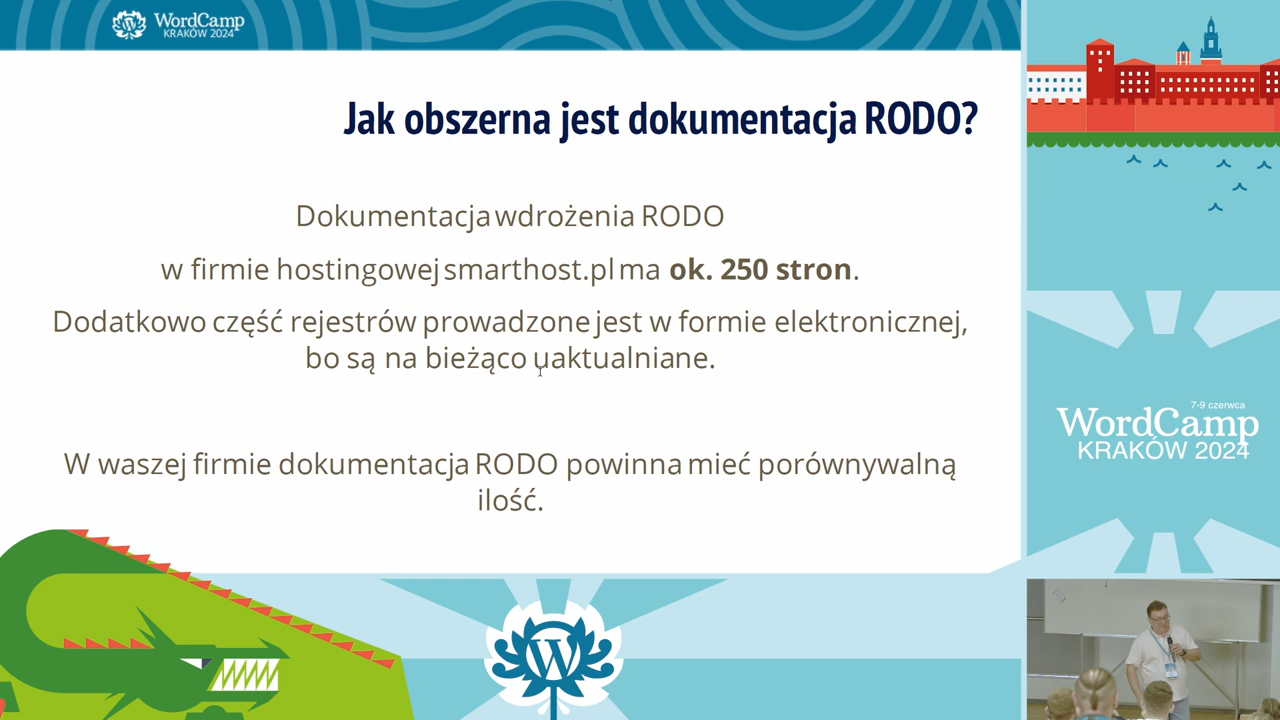 WordCamp
KRAKÓW 2024
Jak obszerna jest dokumentacja RODO?
Dokumentacja wdrożenia RODO
w firmie hostingowej smarthost.pl ma ok. 250 stron.
Dodatkowo część rejestrów prowadzone jest w formie elektronicznej,
bo są na bieżąco uaktualniane.
W waszej firmie dokumentacja RODO powinna mieć porównywalną
ilość.
7-9 czerwca
WordCamp
KRAKÓW 2024
W